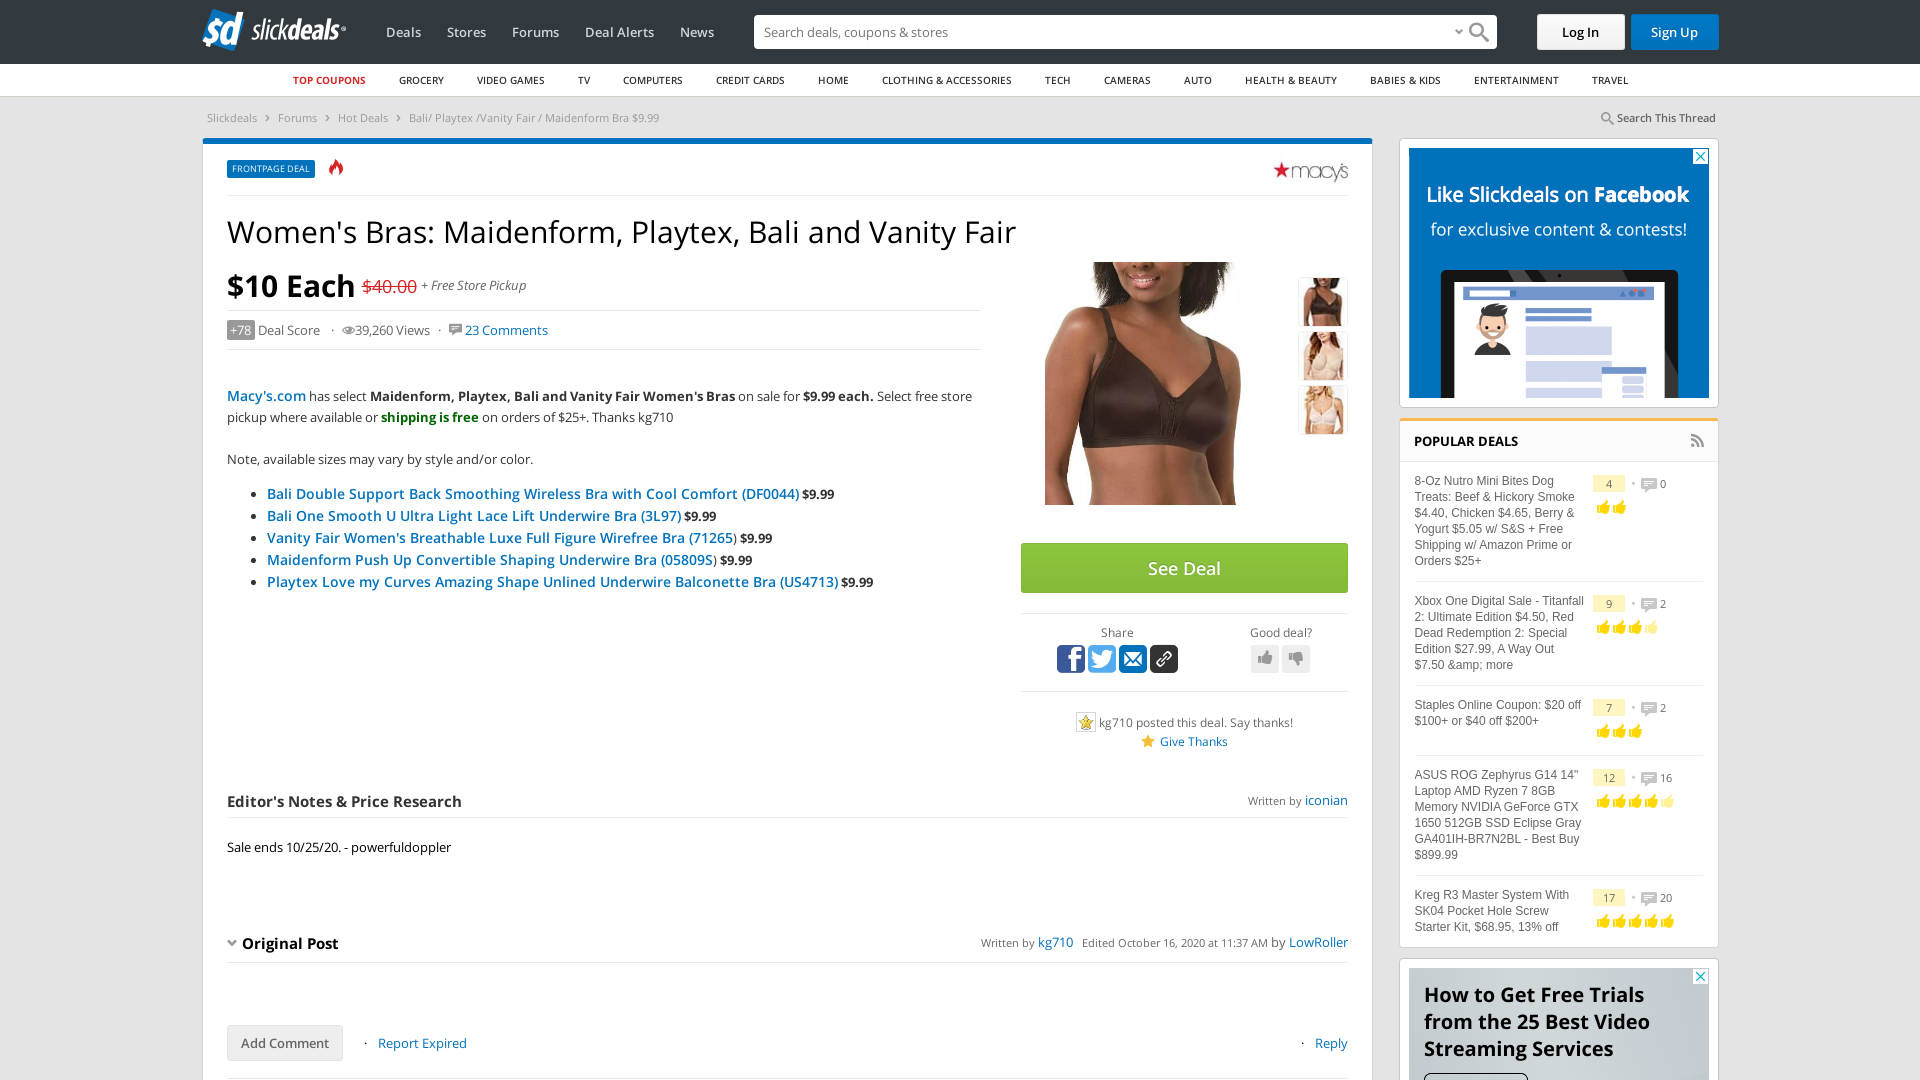 slickdeals
Deals
Stores
Forums
Deal Alerts
News
Search deals, coupons & stores
Log In
Sign Up
TOP COUPONS
GROCERY
VIDEO GAMES
TV
COMPUTERS
CREDIT CARDS
HOME
CLOTHING & ACCESSORIES
TECH
CAMERAS
AUTO
HEALTH & BEAUTY
BABIES & KIDS
ENTERTAINMENT
TRAVEL
Slickdeals › Forums › Hot Deals › Bali/ Playtex /Vanity Fair / Maidenform Bra $9.99
Search This Thread
FRONTPAGE DEAL
macy's
Women's Bras: Maidenform, Playtex, Bali and Vanity Fair
$10 Each $40.00 + Free Store Pickup
+78 Deal Score · 39,260 Views · 23 Comments
Macy's.com has select Maidenform, Playtex, Bali and Vanity Fair Women's Bras on sale for $9.99 each. Select free store
pickup where available or shipping is free on orders of $25+. Thanks kg710
Note, available sizes may vary by style and/or color.
• Bali Double Support Back Smoothing Wireless Bra with Cool Comfort (DF0044) $9.99
• Bali One Smooth U Ultra Light Lace Lift Underwire Bra (3L97) $9.99
• Vanity Fair Women's Breathable Luxe Full Figure Wirefree Bra (71265) $9.99
• Maidenform Push Up Convertible Shaping Underwire Bra (05809S) $9.99
• Playtex Love my Curves Amazing Shape Unlined Underwire Balconette Bra (US4713) $9.99
See Deal
Share
Good deal?
kg710 posted this deal. Say thanks!
Give Thanks
Editor's Notes & Price Research
Written by iconian
Sale ends 10/25/20. - powerfuldoppler
Original Post
Written by kg710 Edited October 16, 2020 at 11:37 AM by LowRoller
Add Comment
· Report Expired
· Reply
Like Slickdeals on Facebook
for exclusive content & contests!
POPULAR DEALS
8-Oz Nutro Mini Bites Dog
Treats: Beef & Hickory Smoke
$4.40, Chicken $4.65, Berry &
Yogurt $5.05 w/ S&S + Free
Shipping w/ Amazon Prime or
Orders $25+
4 • 0
Xbox One Digital Sale - Titanfall
2: Ultimate Edition $4.50, Red
Dead Redemption 2: Special
Edition $27.99, A Way Out
$7.50 &amp; more
9 • 2
Staples Online Coupon: $20 off
$100+ or $40 off $200+
7 • 2
ASUS ROG Zephyrus G14 14"
Laptop AMD Ryzen 7 8GB
Memory NVIDIA GeForce GTX
1650 512GB SSD Eclipse Gray
GA401IH-BR7N2BL - Best Buy
$899.99
12 • 16
Kreg R3 Master System With
SK04 Pocket Hole Screw
Starter Kit, $68.95, 13% off
17 • 20
How to Get Free Trials
from the 25 Best Video
Streaming Services